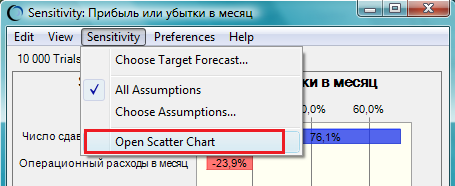 Sensitivity: Прибыль или убытки в месяц
Edit View Sensitivity Preferences Help
10 000 Trials
Choose Target Forecast...
All Assumptions
Choose Assumptions...
Open Scatter Chart
ки в месяц
0,0% 60,0%
Число сдав
76,1%
Операционный расходы в месяц
-23,9%